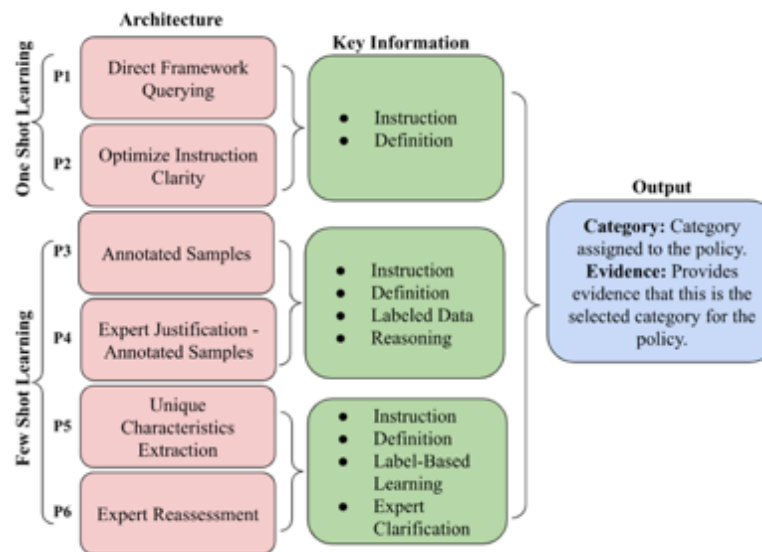 Architecture
Key Information
Output
One Shot Learning
Few Shot Learning
P1
Direct Framework
Querying
P2
Optimize Instruction
Clarity
● Instruction
● Definition
P3
Annotated Samples
P4
Expert Justification -
Annotated Samples
● Instruction
● Definition
● Labeled Data
● Reasoning
P5
Unique
Characteristics
Extraction
P6
Expert Reassessment
● Instruction
● Definition
● Label-Based
Learning
● Expert
Clarification
Category: Category
assigned to the policy.
Evidence: Provides
evidence that this is the
selected category for the
policy.